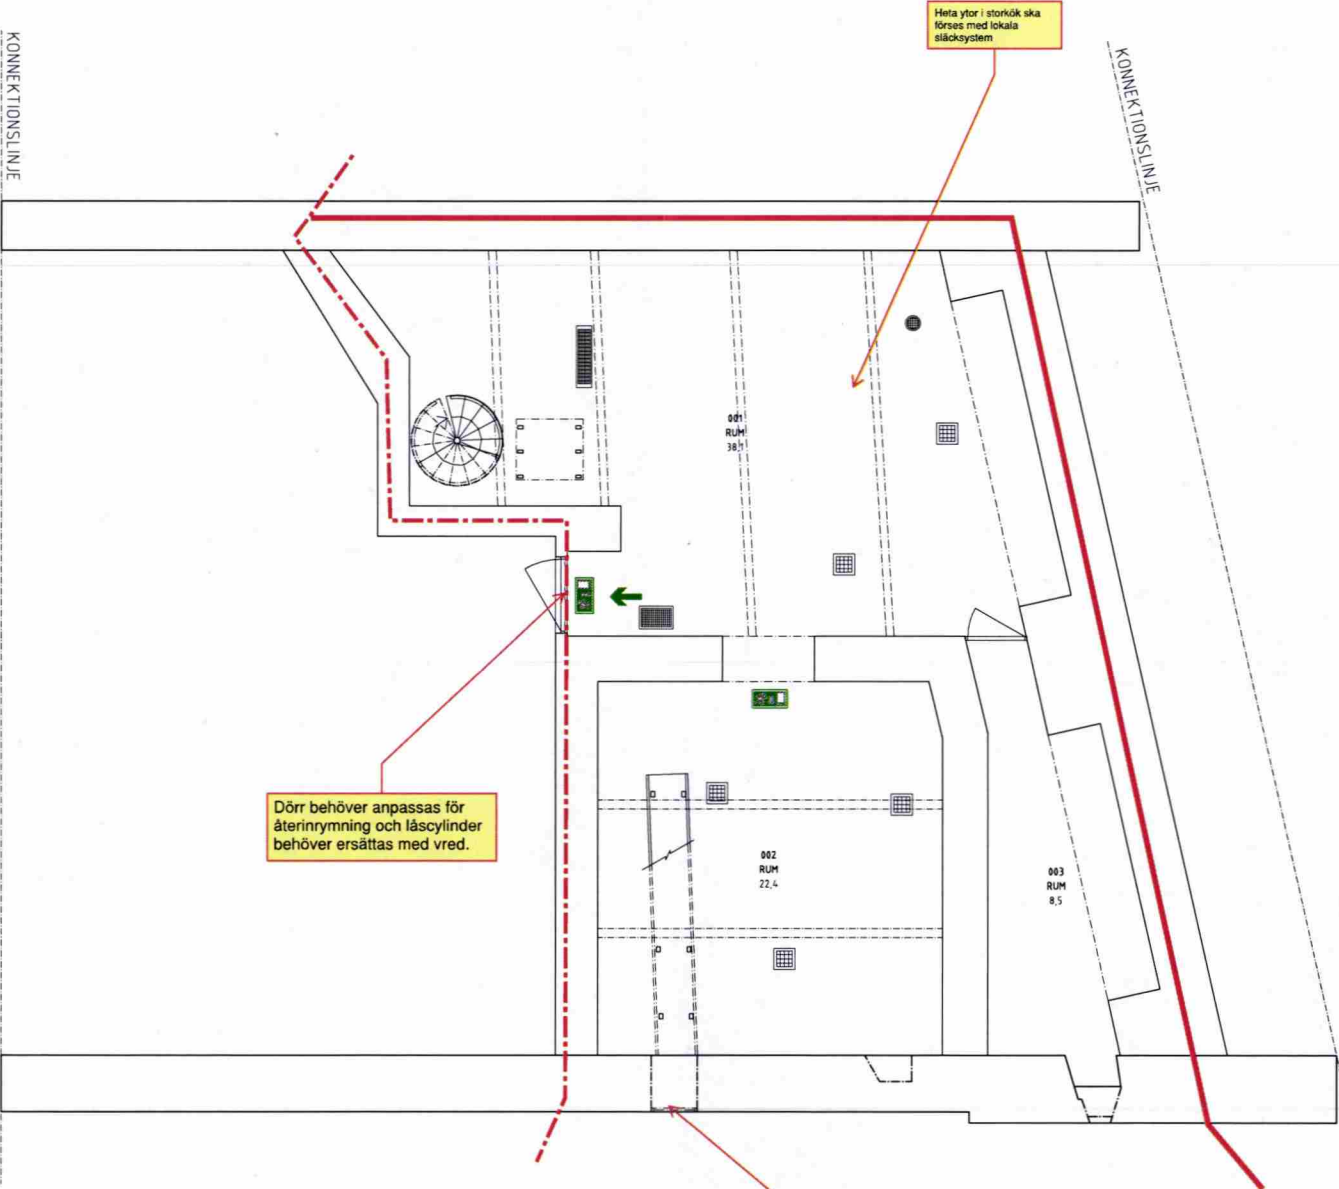 Heta ytor i storkök ska
förses med lokala
släcksystem
KONNEKTIONSLINJE
KONNEKTIONSLINJE
001
RUM
38,1
Dörr behöver anpassas för
återinrymning och låscylinder
behöver ersättas med vred.
002
RUM
22,4
003
RUM
8,5